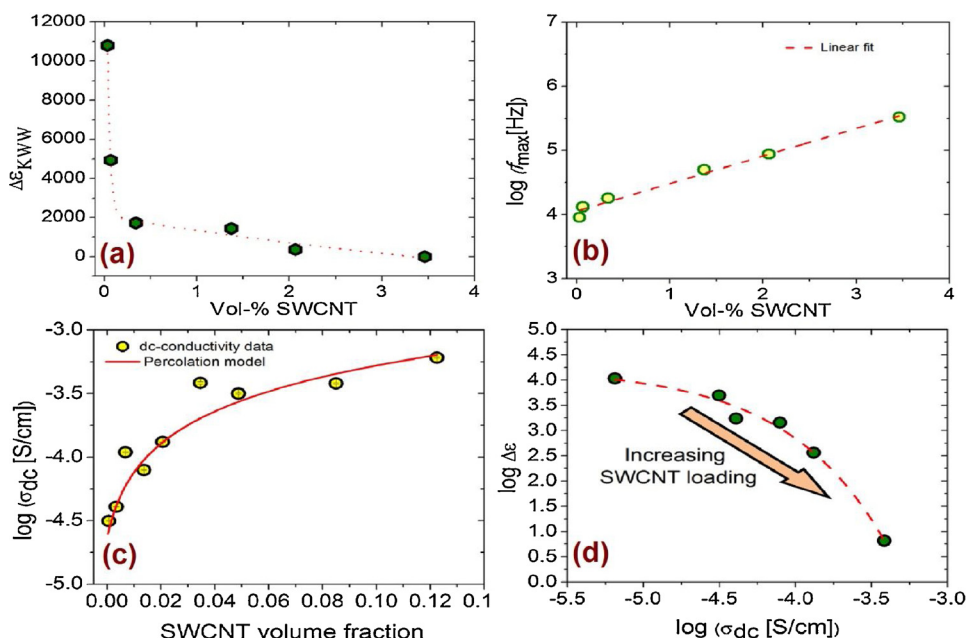 12000
10000
8000
6000
4000
2000
0
ΔεKWW
(a)
0 1 2 3 4
Vol-% SWCNT
7
6
5
4
3
log (fmax[Hz])
Linear fit
(b)
0 1 2 3 4
Vol-% SWCNT
-3.0
-3.5
-4.0
-4.5
-5.0
log (σdc [S/cm])
dc-conductivity data
Percolation model
(c)
0.00 0.02 0.04 0.06 0.08 0.10 0.12 0.1
SWCNT volume fraction
5.0
4.5
4.0
3.5
3.0
2.5
2.0
1.5
1.0
0.5
0.0
log Δε
Increasing
SWCNT loading
(d)
-5.5 -5.0 -4.5 -4.0 -3.5 -3.0
log (σdc [S/cm])